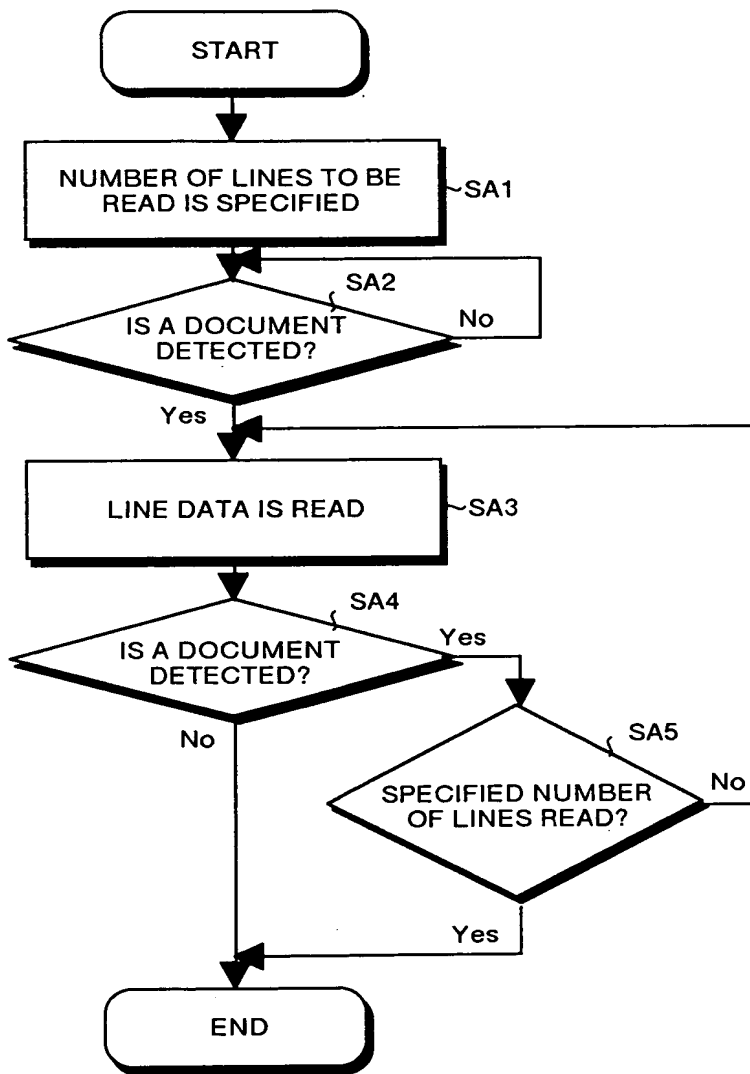 START
NUMBER OF LINES TO BE
READ IS SPECIFIED
SA1
SA2
IS A DOCUMENT
DETECTED?
No
Yes
LINE DATA IS READ
SA3
SA4
IS A DOCUMENT
DETECTED?
Yes
No
SA5
SPECIFIED NUMBER
OF LINES READ?
No
Yes
END